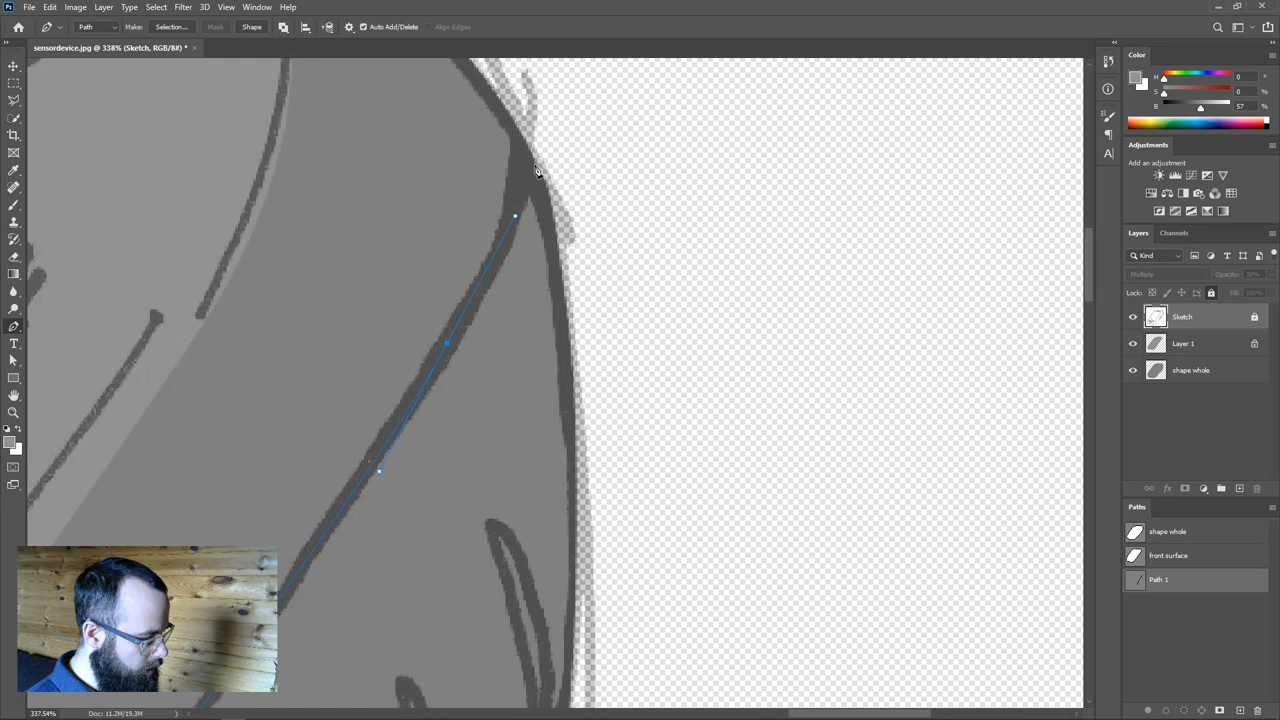 Ps File Edit Image Layer Type Select Filter 3D View Window Help
Path Make: Selection... Mask Shape Auto Add/Delete Align Edges
sensordevice.jpg @ 338% (Sketch, RGB/8#) * ×
Color
H 0 °
S 0 %
B 57 %
Adjustments
Add an adjustment
Layers Channels
Kind
Multiply Opacity: 38%
Lock: Fill: 100%
Sketch
Layer 1
shape whole
Paths
shape whole
front surface
Path 1
337.54% Doc: 11.2M/19.3M